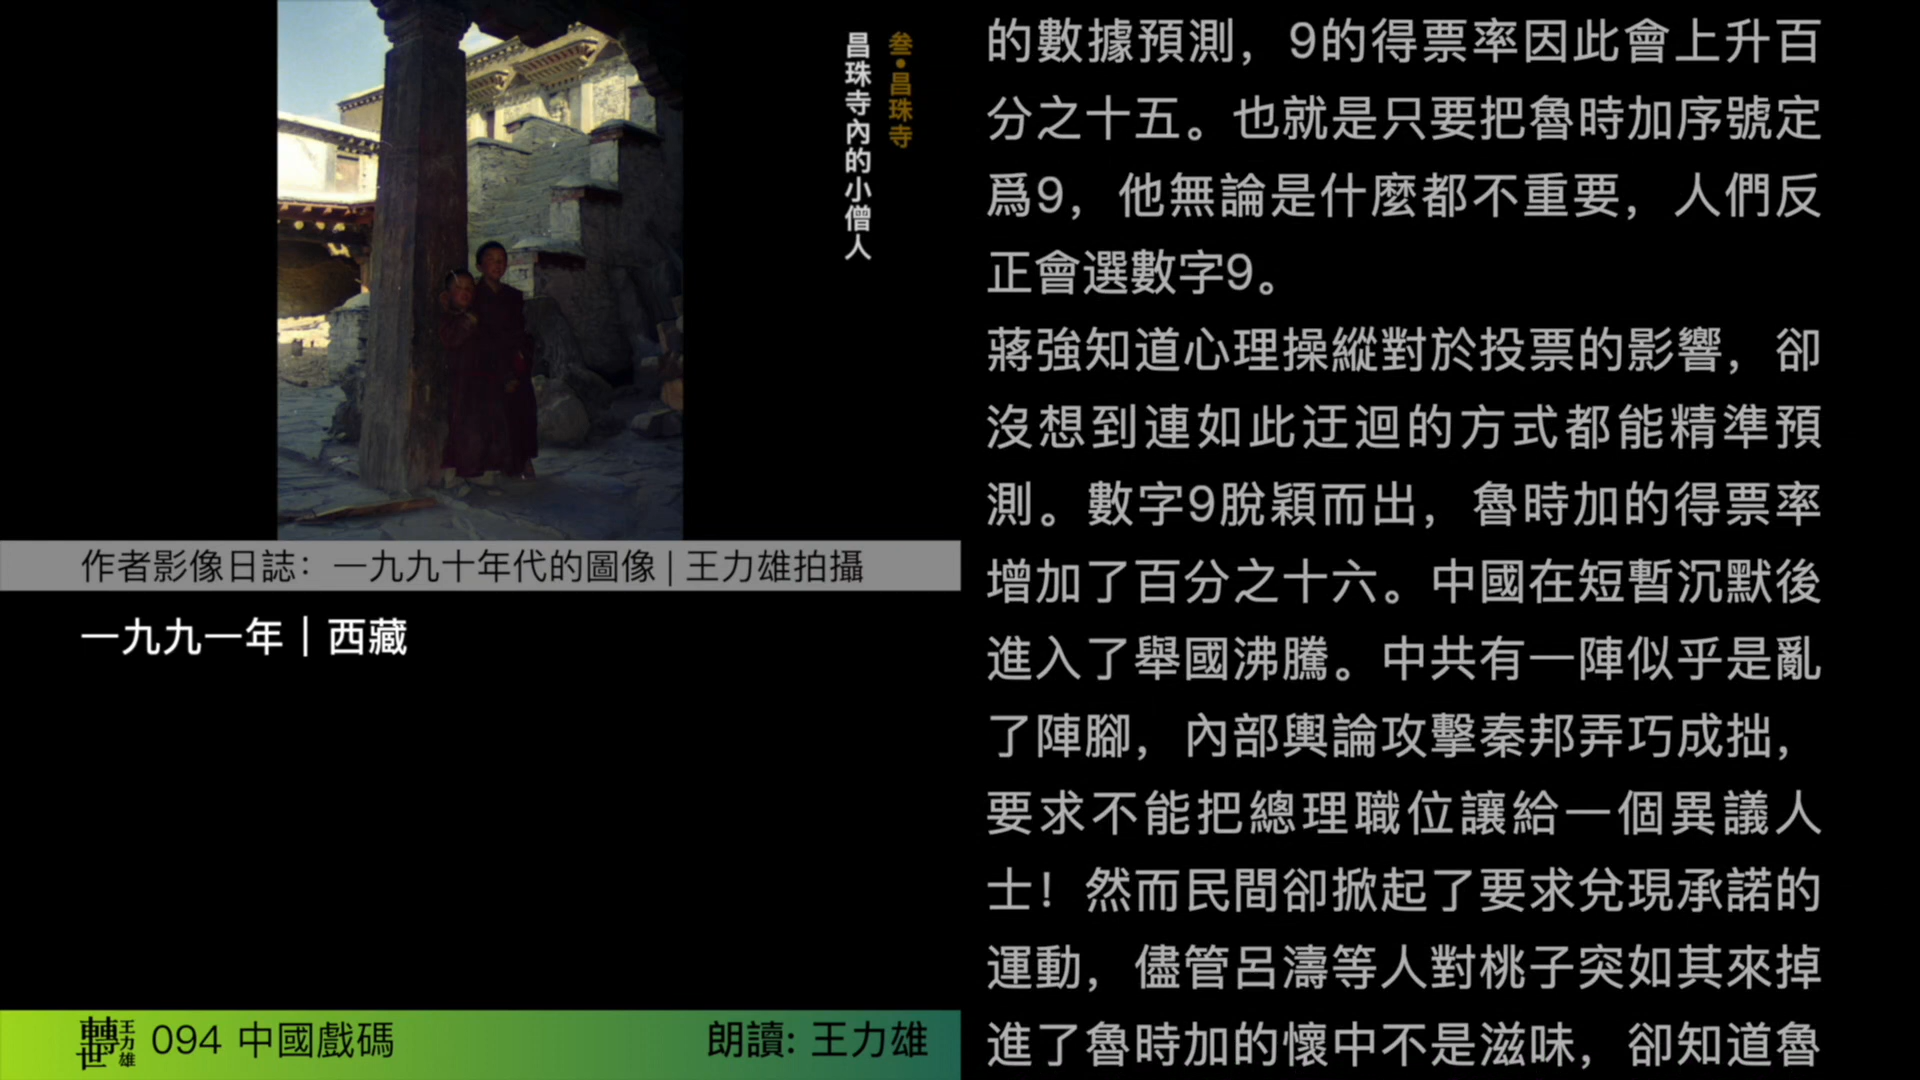 叁•昌珠寺
昌珠寺內的小僧人
作者影像日誌：一九九十年代的圖像 | 王力雄拍攝
一九九一年｜西藏
轉世
王力雄
094 中國戲碼
朗讀: 王力雄
的數據預測，9的得票率因此會上升百
分之十五。也就是只要把魯時加序號定
爲9，他無論是什麼都不重要，人們反
正會選數字9。
蔣強知道心理操縱對於投票的影響，卻
沒想到連如此迂迴的方式都能精準預
測。數字9脫穎而出，魯時加的得票率
增加了百分之十六。中國在短暫沉默後
進入了舉國沸騰。中共有一陣似乎是亂
了陣腳，內部輿論攻擊秦邦弄巧成拙，
要求不能把總理職位讓給一個異議人
士！然而民間卻掀起了要求兌現承諾的
運動，儘管呂濤等人對桃子突如其來掉
進了魯時加的懷中不是滋味，卻知道魯